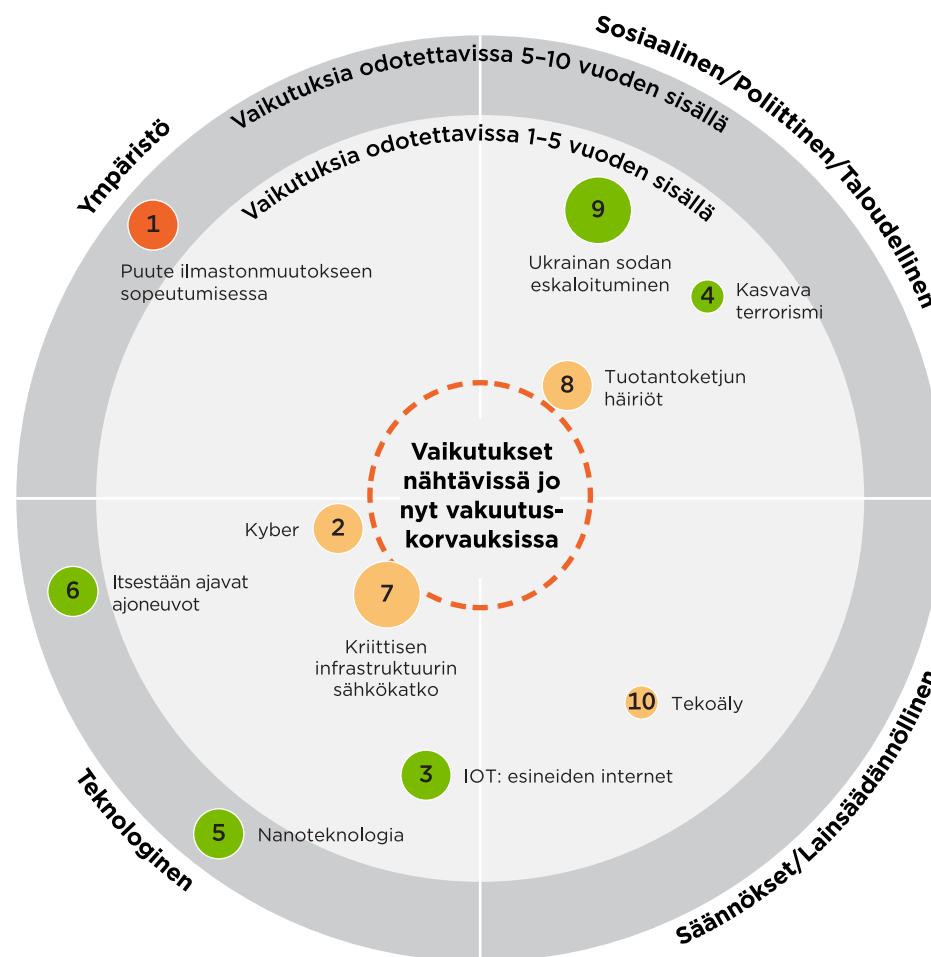 Sosiaalinen/Poliittinen/Taloudellinen
Vaikutuksia odotettavissa 5–10 vuoden sisällä
Vaikutuksia odotettavissa 1–5 vuoden sisällä
Ympäristö
1
Puute ilmastonmuutokseen
sopeutumisessa
9
Ukrainan sodan
eskaloituminen
4
Kasvava
terrorismi
8
Tuotantoketjun
häiriöt
Vaikutukset
nähtävissä jo
nyt vakuutus-
korvauksissa
Kyber
2
6
Itsestään ajavat
ajoneuvot
7
Kriittisen
infrastruktuurin
sähkökatko
10
Tekoäly
3
IOT: esineiden internet
5
Nanoteknologia
Teknologinen
Säännökset/Lainsäädännöllinen